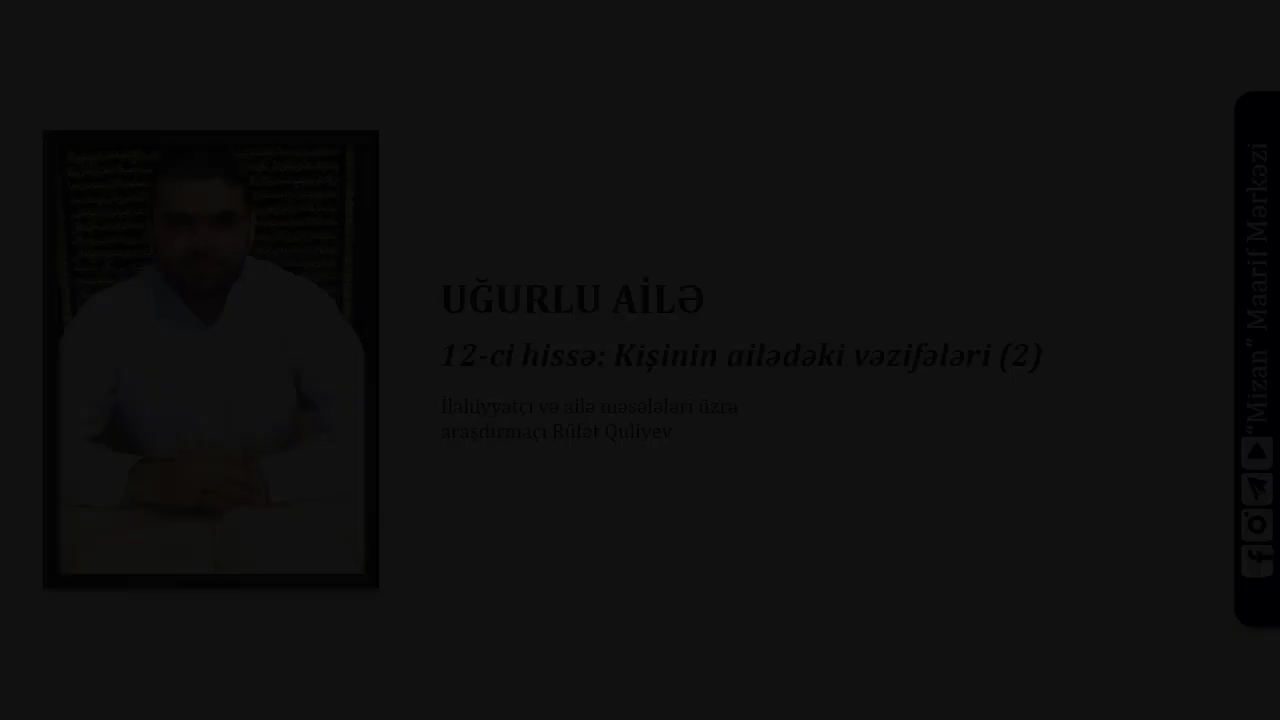 UĞURLU AİLƏ
12-ci hissə: Kişinin ailədəki vəzifələri (2)
İlahiyyatçı və ailə məsələləri üzrə
araşdırmaçı Rüfət Quliyev
“Mizan” Maarif Mərkəzi